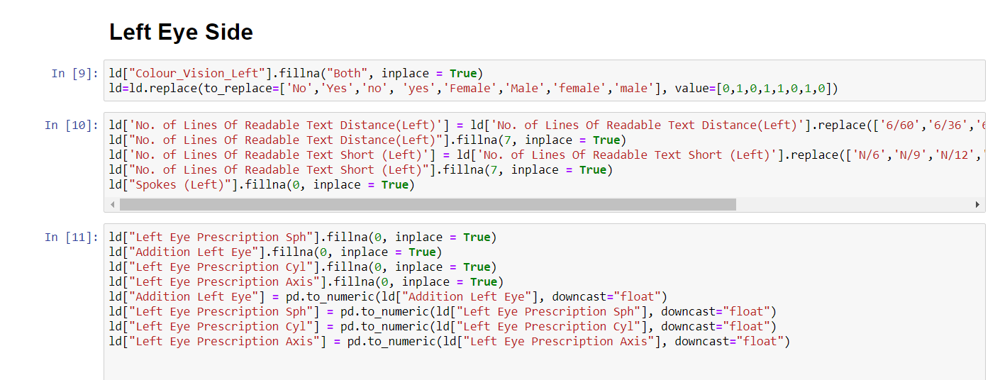 Left Eye Side
In [9]: ld["Colour_Vision_Left"].fillna("Both", inplace = True)
ld=ld.replace(to_replace=['No','Yes','no', 'yes','Female','Male','female','male'], value=[0,1,0,1,1,0,1,0])
In [10]: ld['No. of Lines Of Readable Text Distance(Left)'] = ld['No. of Lines Of Readable Text Distance(Left)'].replace(['6/60','6/36','6
ld["No. of Lines Of Readable Text Distance(Left)"].fillna(7, inplace = True)
ld['No. of Lines Of Readable Text Short (Left)'] = ld['No. of Lines Of Readable Text Short (Left)'].replace(['N/6','N/9','N/12','
ld["No. of Lines Of Readable Text Short (Left)"].fillna(7, inplace = True)
ld["Spokes (Left)"].fillna(0, inplace = True)
In [11]: ld["Left Eye Prescription Sph"].fillna(0, inplace = True)
ld["Addition Left Eye"].fillna(0, inplace = True)
ld["Left Eye Prescription Cyl"].fillna(0, inplace = True)
ld["Left Eye Prescription Axis"].fillna(0, inplace = True)
ld["Addition Left Eye"] = pd.to_numeric(ld["Addition Left Eye"], downcast="float")
ld["Left Eye Prescription Sph"] = pd.to_numeric(ld["Left Eye Prescription Sph"], downcast="float")
ld["Left Eye Prescription Cyl"] = pd.to_numeric(ld["Left Eye Prescription Cyl"], downcast="float")
ld["Left Eye Prescription Axis"] = pd.to_numeric(ld["Left Eye Prescription Axis"], downcast="float")